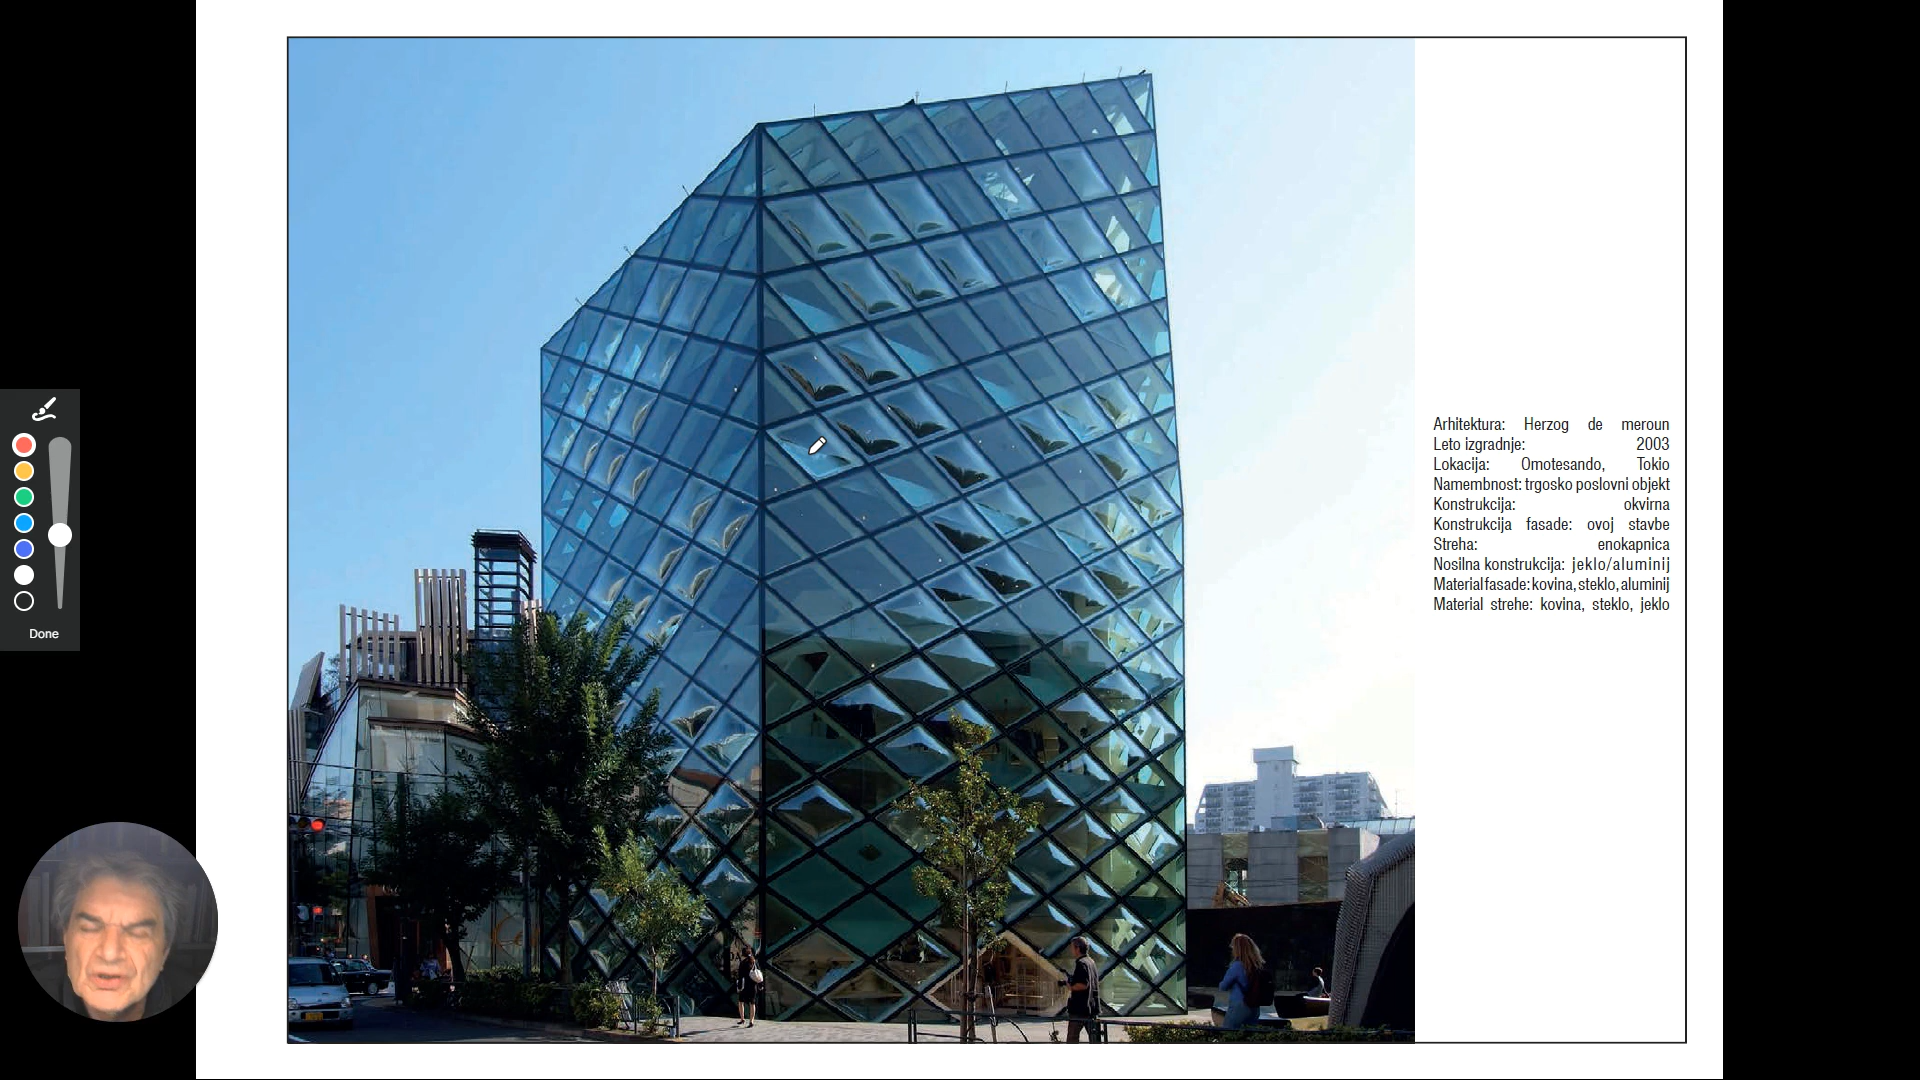 Arhitektura: Herzog de meroun
Leto izgradnje: 2003
Lokacija: Omotesando, Tokio
Namembnost: trgosko poslovni objekt
Konstrukcija: okvirna
Konstrukcija fasade: ovoj stavbe
Streha: enokapnica
Nosilna konstrukcija: jeklo/aluminij
Material fasade: kovina, steklo, aluminij
Material strehe: kovina, steklo, jeklo
Done